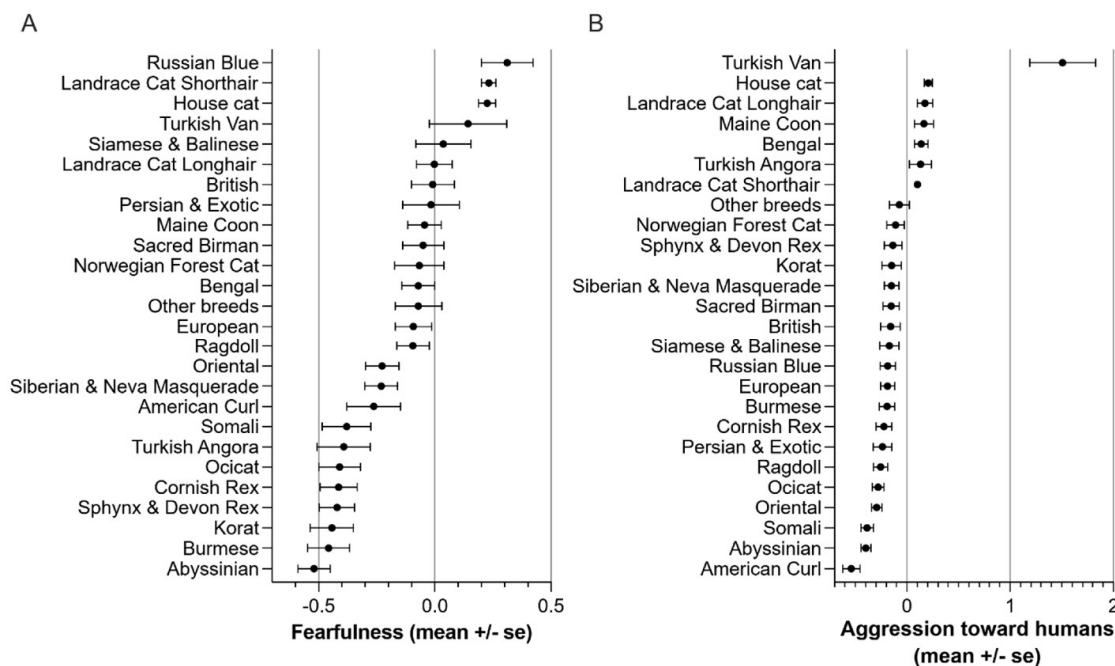 A
Russian Blue
Landrace Cat Shorthair
House cat
Turkish Van
Siamese & Balinese
Landrace Cat Longhair
British
Persian & Exotic
Maine Coon
Sacred Birman
Norwegian Forest Cat
Bengal
Other breeds
European
Ragdoll
Oriental
Siberian & Neva Masquerade
American Curl
Somali
Turkish Angora
Ocicat
Cornish Rex
Sphynx & Devon Rex
Korat
Burmese
Abyssinian
-0.5 0.0 0.5
Fearfulness (mean +/- se)
B
Turkish Van
House cat
Landrace Cat Longhair
Maine Coon
Bengal
Turkish Angora
Landrace Cat Shorthair
Other breeds
Norwegian Forest Cat
Sphynx & Devon Rex
Korat
Siberian & Neva Masquerade
Sacred Birman
British
Siamese & Balinese
Russian Blue
European
Burmese
Cornish Rex
Persian & Exotic
Ragdoll
Ocicat
Oriental
Somali
Abyssinian
American Curl
0 1 2
Aggression toward humans
(mean +/- se)